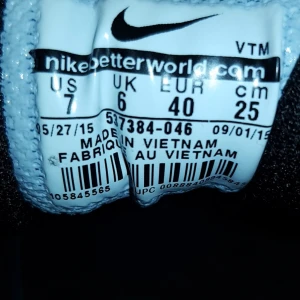 VTM
nikebetterworld.com
US UK EUR cm
7 6 40 25
05/27/15 537384-046 09/01/15
MADE IN VIETNAM
FABRIQUÉ AU VIETNAM